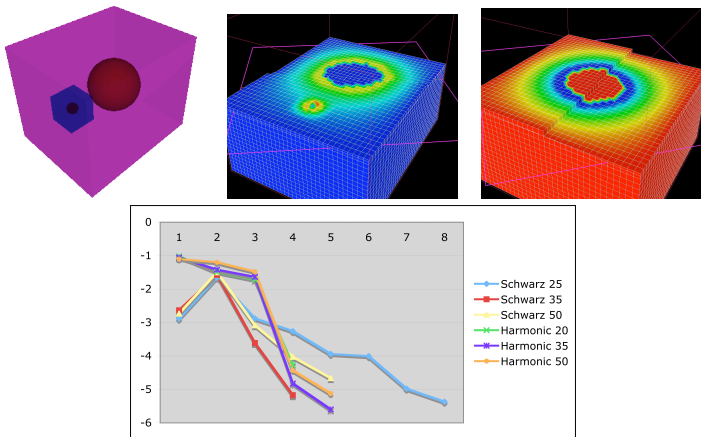 0
1 2 3 4 5 6 7 8
-1
-2
-3
-4
-5
-6
Schwarz 25
Schwarz 35
Schwarz 50
Harmonic 20
Harmonic 35
Harmonic 50